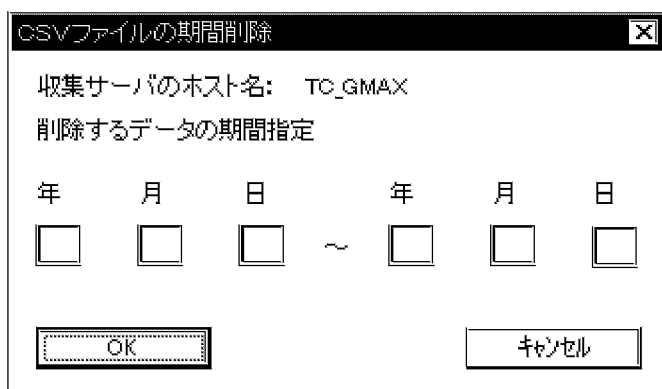 CSVファイルの期間削除
収集サーバのホスト名: TC_GMAX
削除するデータの期間指定
年 月 日 年 月 日
～
OK キャンセル